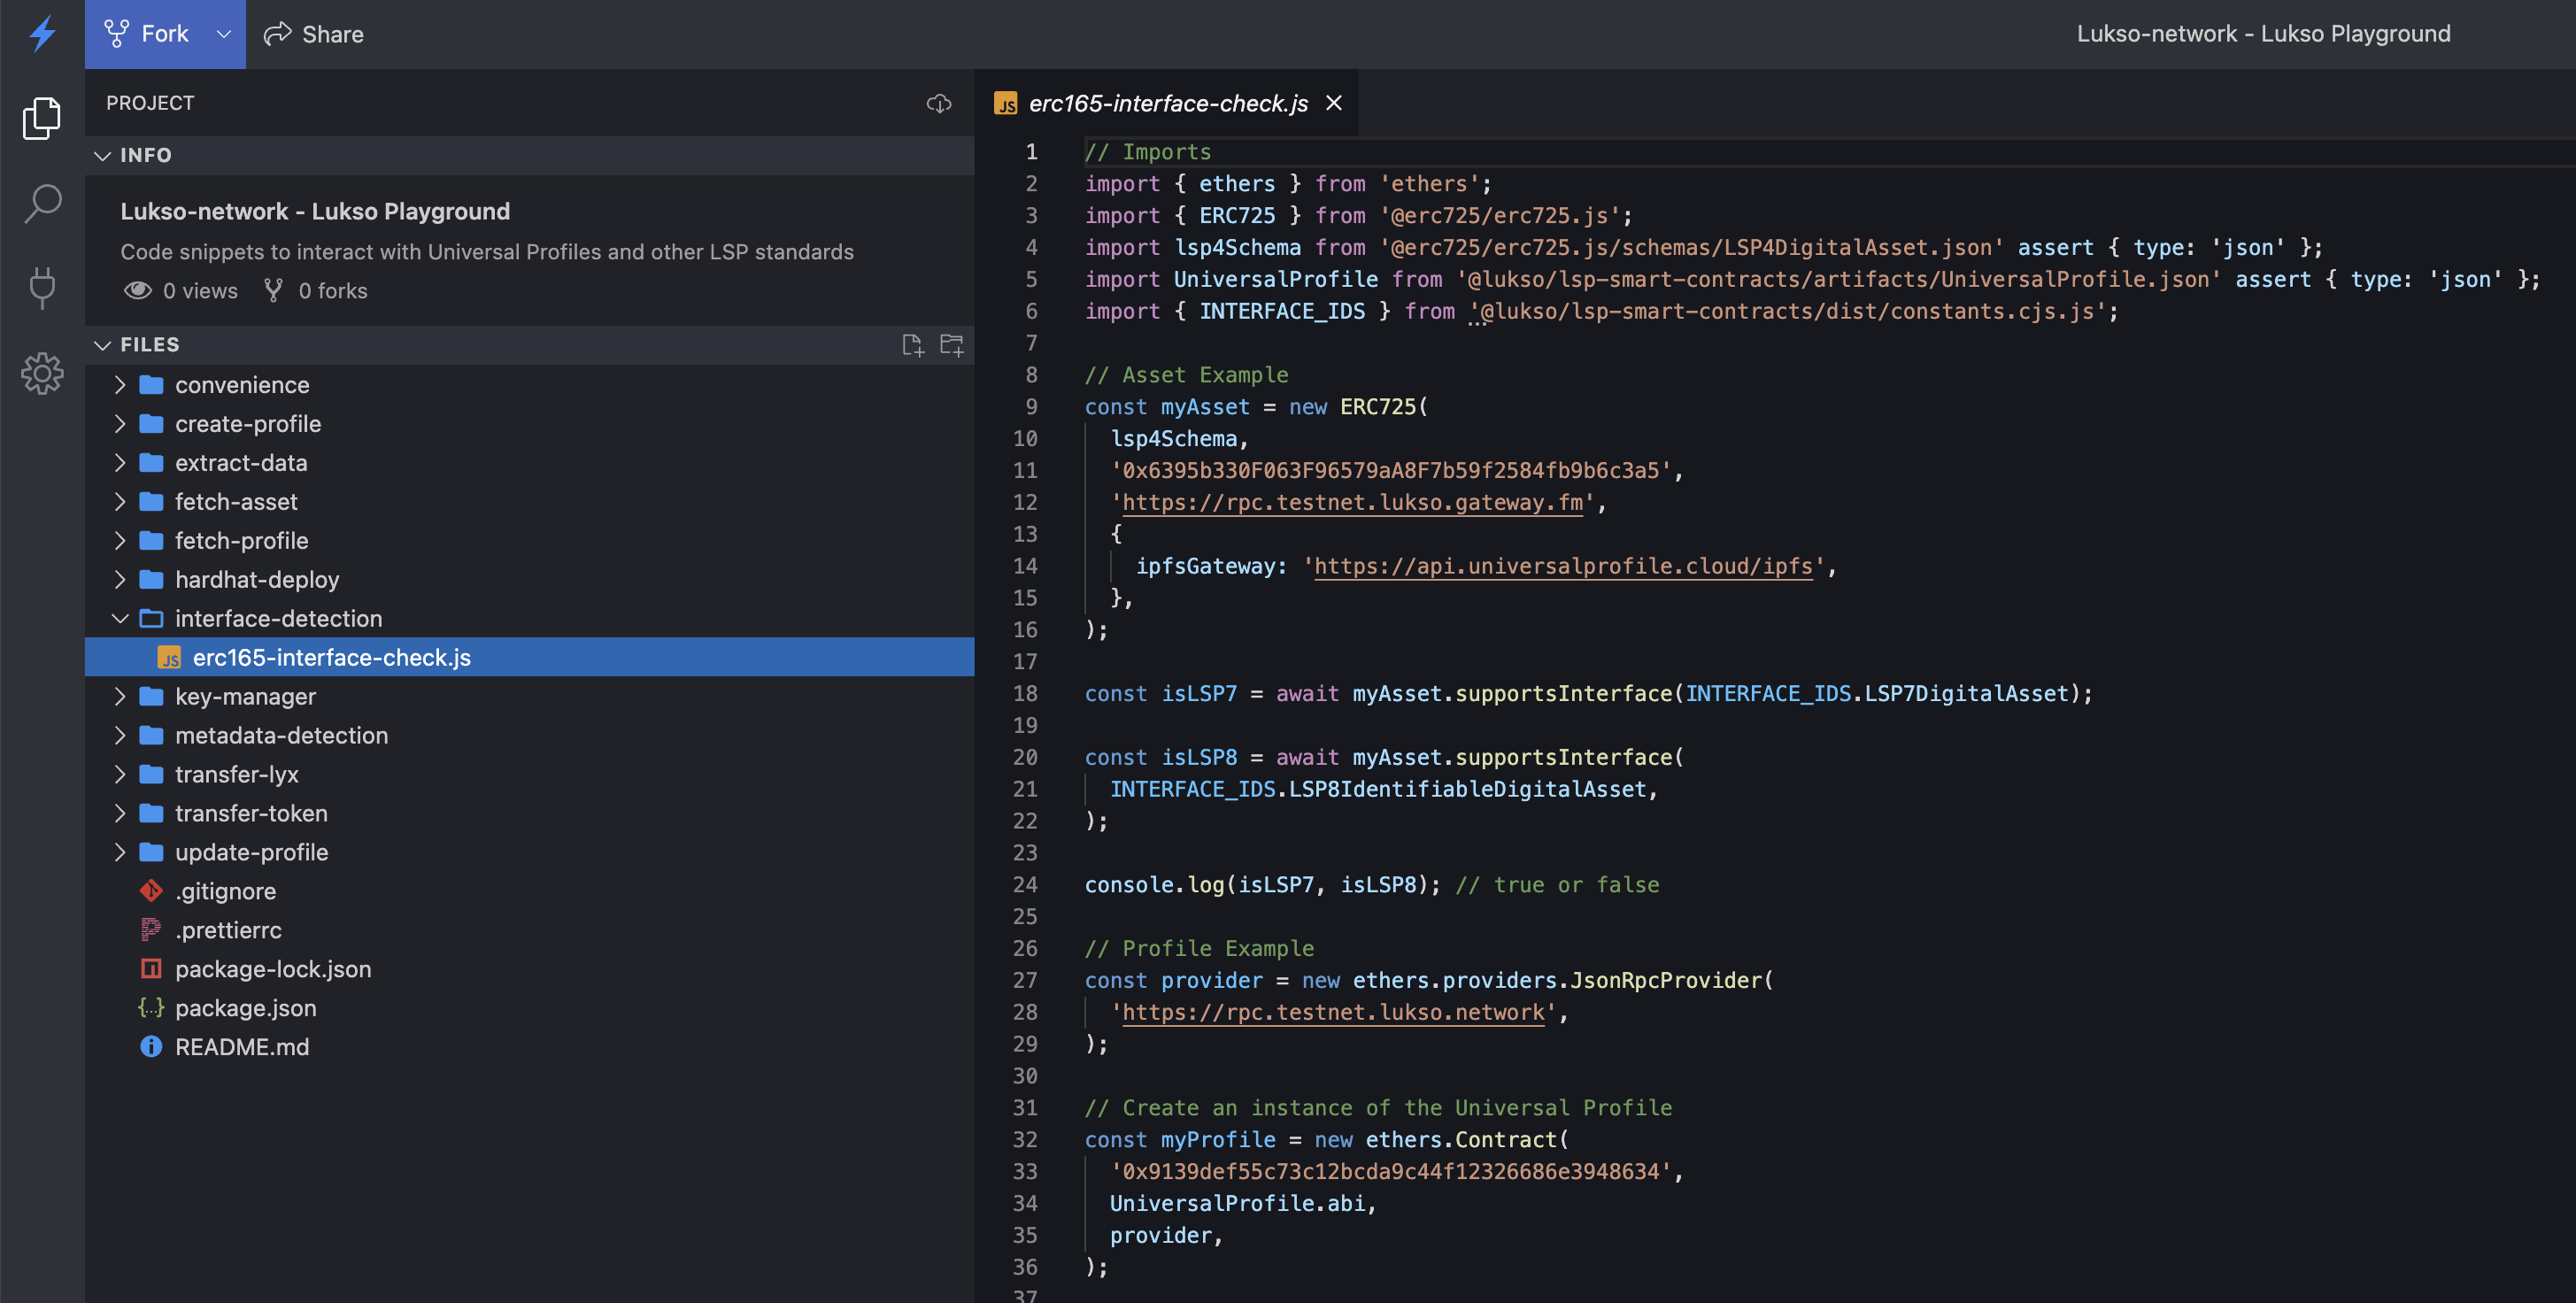 Fork
Share
Lukso-network - Lukso Playground
PROJECT
INFO
Lukso-network - Lukso Playground
Code snippets to interact with Universal Profiles and other LSP standards
0 views
0 forks
FILES
convenience
create-profile
extract-data
fetch-asset
fetch-profile
hardhat-deploy
interface-detection
JS erc165-interface-check.js
key-manager
metadata-detection
transfer-lyx
transfer-token
update-profile
.gitignore
.prettierrc
package-lock.json
{..} package.json
README.md
JS erc165-interface-check.js
1 // Imports
2 import { ethers } from 'ethers';
3 import { ERC725 } from '@erc725/erc725.js';
4 import lsp4Schema from '@erc725/erc725.js/schemas/LSP4DigitalAsset.json' assert { type: 'json' };
5 import UniversalProfile from '@lukso/lsp-smart-contracts/artifacts/UniversalProfile.json' assert { type: 'json' };
6 import { INTERFACE_IDS } from '@lukso/lsp-smart-contracts/dist/constants.cjs.js';
7
8 // Asset Example
9 const myAsset = new ERC725(
10 lsp4Schema,
11 '0x6395b330F063F96579aA8F7b59f2584fb9b6c3a5',
12 'https://rpc.testnet.lukso.gateway.fm',
13 {
14 ipfsGateway: 'https://api.universalprofile.cloud/ipfs',
15 },
16 );
17
18 const isLSP7 = await myAsset.supportsInterface(INTERFACE_IDS.LSP7DigitalAsset);
19
20 const isLSP8 = await myAsset.supportsInterface(
21 INTERFACE_IDS.LSP8IdentifiableDigitalAsset,
22 );
23
24 console.log(isLSP7, isLSP8); // true or false
25
26 // Profile Example
27 const provider = new ethers.providers.JsonRpcProvider(
28 'https://rpc.testnet.lukso.network',
29 );
30
31 // Create an instance of the Universal Profile
32 const myProfile = new ethers.Contract(
33 '0x9139def55c73c12bcda9c44f12326686e3948634',
34 UniversalProfile.abi,
35 provider,
36 );
37